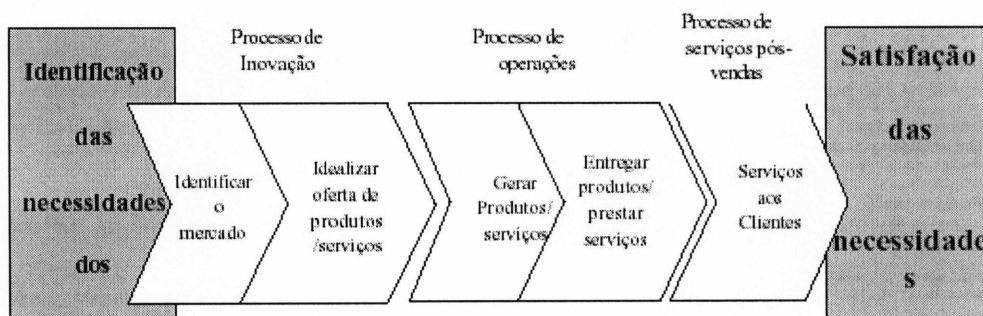 Identificação
das
necessidades
dos
Processo de
Inovação
Identificar
o
mercado
Idealizar
oferta de
produtos
/serviços
Processo de
operações
Gerar
Produtos/
serviços
Entregar
produtos/
prestar
serviços
Processo de
serviços pós-
vendas
Serviços
aos
Clientes
Satisfação
das
necessidade
s